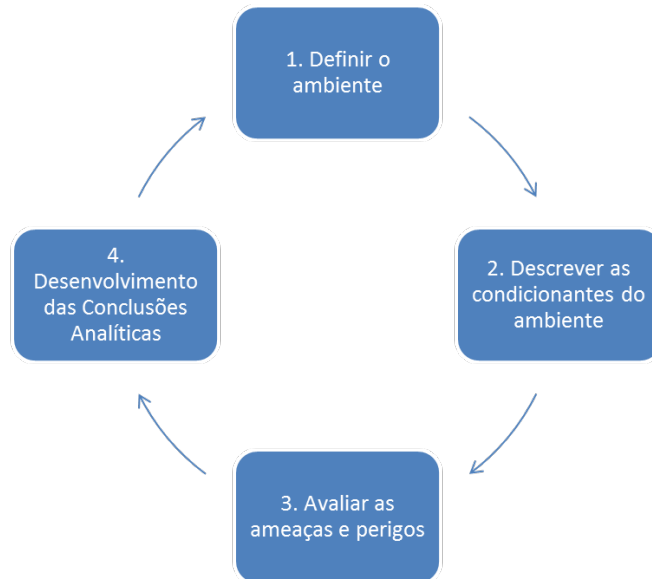 1. Definir o
ambiente
2. Descrever as
condicionantes do
ambiente
3. Avaliar as
ameaças e perigos
4.
Desenvolvimento
das Conclusões
Analíticas